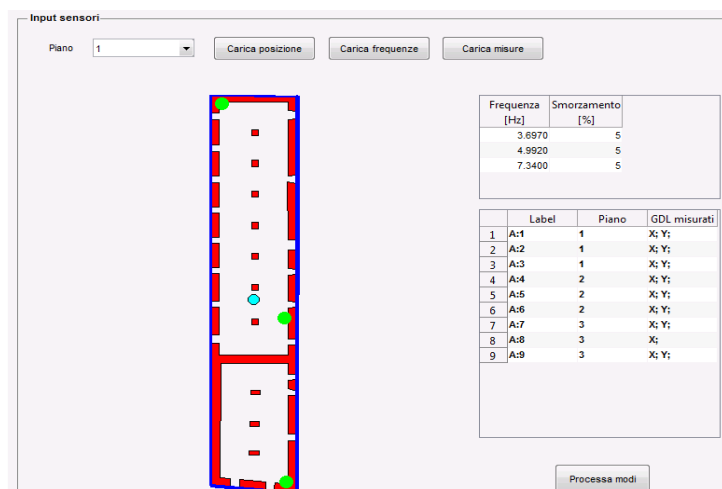 Input sensori
Piano 1 Carica posizione Carica frequenze Carica misure
Frequenza Smorzamento
[Hz] [%]
3.6970 5
4.9920 5
7.3400 5
Label Piano GDL misurati
1 A:1 1 X; Y;
2 A:2 1 X; Y;
3 A:3 1 X; Y;
4 A:4 2 X; Y;
5 A:5 2 X; Y;
6 A:6 2 X; Y;
7 A:7 3 X; Y;
8 A:8 3 X;
9 A:9 3 X; Y;
Processa modi